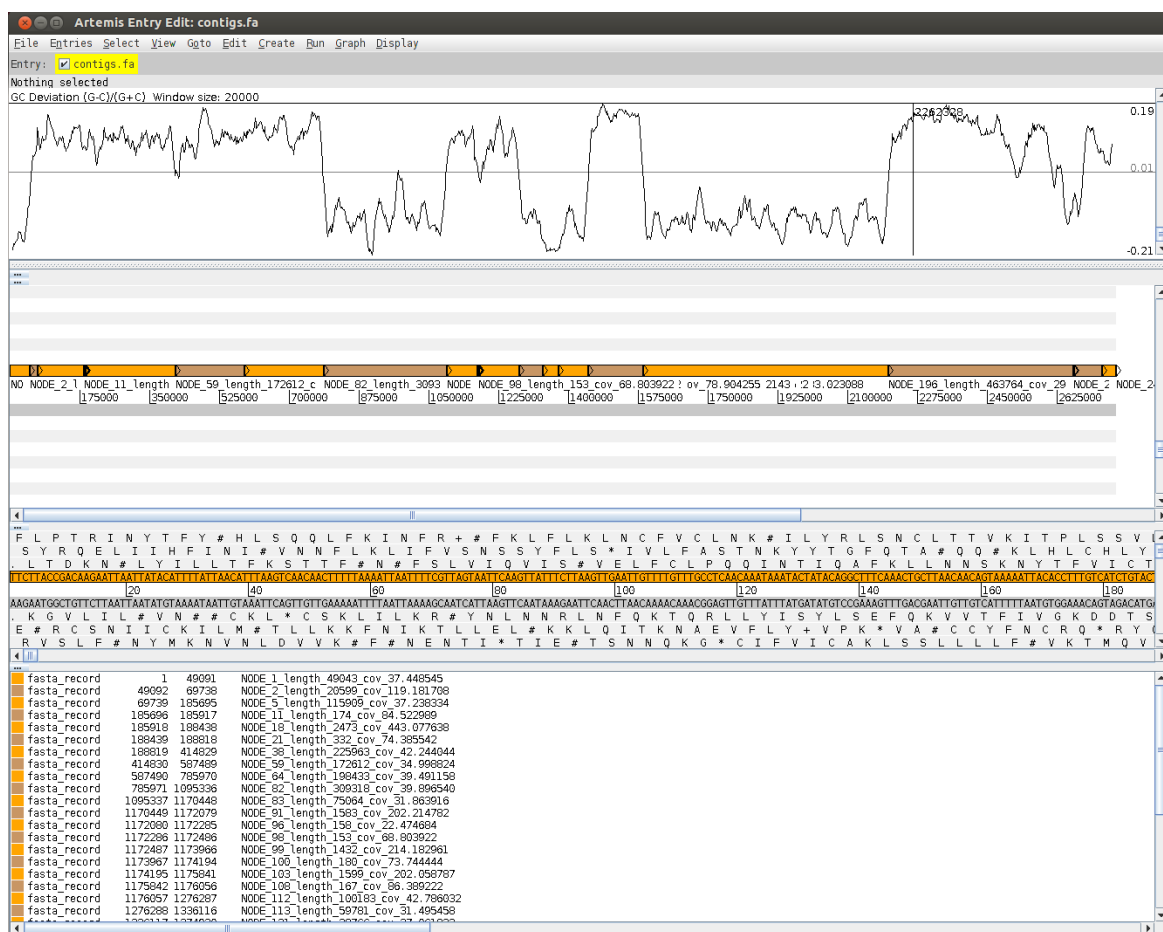 Artemis Entry Edit: contigs.fa
File Entries Select View Goto Edit Create Run Graph Display
Entry: contigs.fa
Nothing selected
GC Deviation (G-C)/(G+C) Window size: 20000
2262328
0.19
0.01
-0.21
NO NODE_2_l NODE_11_length NODE_59_length_172612_c NODE_82_length_3093 NODE NODE_98_length_153_cov_68.803922 ov_78.904255 2143 NODE_196_length_463764_cov_29 NODE_2 NODE_2
175000 350000 525000 700000 875000 1050000 1225000 1400000 1575000 1750000 1925000 2100000 2275000 2450000 2625000
F L P T R I N Y T F Y # H L S Q Q L F K I N F R + # F K L F L K L N C F V C L N K # I L Y R L S N C L T T V K I T P L S S V
S Y R Q E L I I H F I N I # V N N F L K L I F V S N S S Y F L S * I V L F A S T N K Y Y T G F Q T A # Q Q # K L H L C H L Y
L T D K N # L Y I L L T F K S T T F # N # F S L V I Q V I S # V E L F C L P Q Q I N T I Q A F K L L N N S K N Y T F V I C T
20 40 60 80 100 120 140 160 180
K G V L I L # V N # # C K L * C S K L I L K R # Y N L N N R L N F Q K T Q R L L Y I S Y L S E F Q K V V T F I V G K D D T S
E # R C S N I I C K I L M # T L L K K F N I K T L L E L # K K L Q I T K N A E V F L Y + V P K * V A # C C Y F N C R Q * R Y
R V S L F # N Y M K N V N L D V V K # F # N E N T I * T I E # T S N N Q K G * C I F V I C A K L S S L L L L F # V K T M Q V
fasta_record 1 49091 NODE_1_length_49043_cov_37.448545
fasta_record 49092 69738 NODE_2_length_20599_cov_119.181708
fasta_record 69739 185695 NODE_5_length_115909_cov_37.238334
fasta_record 185696 185917 NODE_11_length_174_cov_84.522989
fasta_record 185918 188438 NODE_18_length_2473_cov_443.077638
fasta_record 188439 188818 NODE_21_length_332_cov_74.385542
fasta_record 188819 414829 NODE_38_length_225963_cov_42.244044
fasta_record 414830 587489 NODE_59_length_172612_cov_34.998824
fasta_record 587490 785970 NODE_64_length_198433_cov_39.491158
fasta_record 785971 1095336 NODE_82_length_309318_cov_39.896540
fasta_record 1095337 1170448 NODE_83_length_75064_cov_31.863916
fasta_record 1170449 1172079 NODE_91_length_1583_cov_202.214782
fasta_record 1172080 1172285 NODE_96_length_158_cov_22.474684
fasta_record 1172286 1172486 NODE_98_length_153_cov_68.803922
fasta_record 1172487 1173966 NODE_99_length_1432_cov_214.182961
fasta_record 1173967 1174194 NODE_100_length_180_cov_73.744444
fasta_record 1174195 1175841 NODE_103_length_1599_cov_202.058787
fasta_record 1175842 1176056 NODE_108_length_167_cov_86.389222
fasta_record 1176057 1276287 NODE_112_length_100183_cov_42.786032
fasta_record 1276288 1336116 NODE_113_length_59781_cov_31.495458